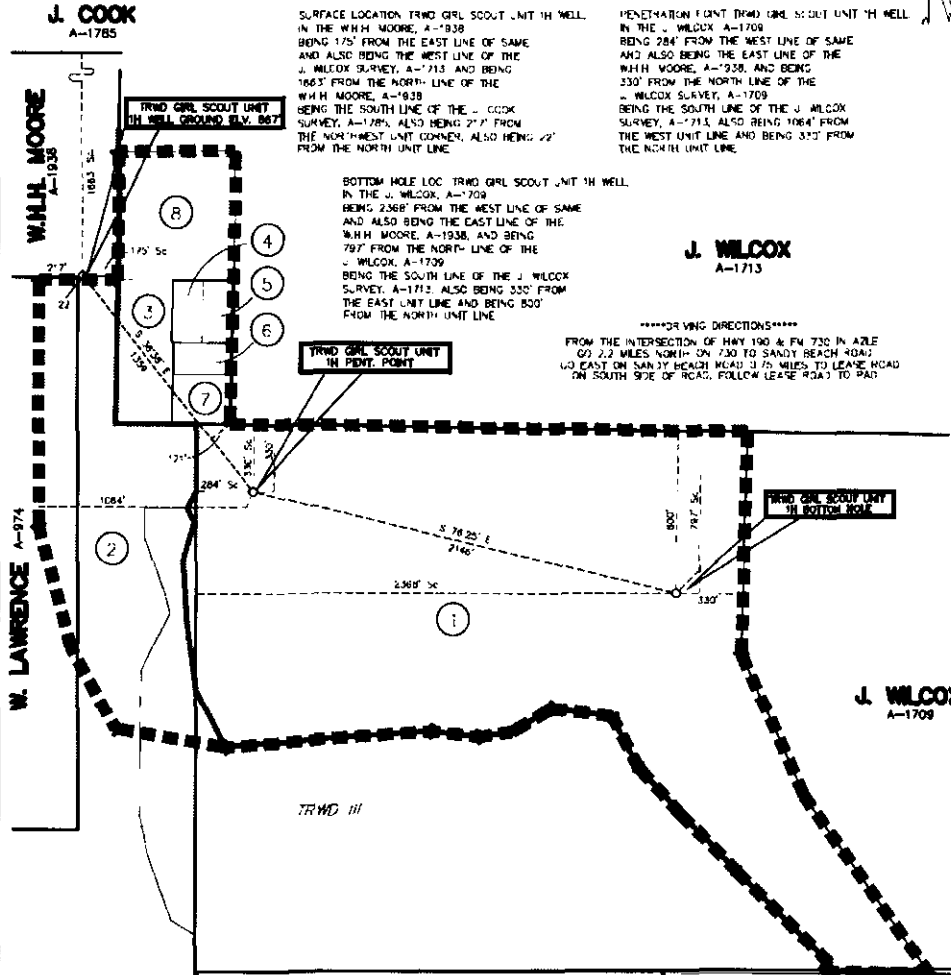 J. COOK
A-1785
SURFACE LOCATION TRWD GIRL SCOUT UNIT 1H WELL
IN THE W.H.H. MOORE, A-1938
BEING 175' FROM THE EAST LINE OF SAME
AND ALSO BEING THE WEST LINE OF THE
J. WILCOX SURVEY, A-1713 AND BEING
1663' FROM THE NORTH LINE OF THE
W.H.H. MOORE, A-1938
BEING THE SOUTH LINE OF THE J. COOK
SURVEY, A-1785, ALSO BEING 217' FROM
THE NORTHWEST UNIT CORNER, ALSO BEING 22'
FROM THE NORTH UNIT LINE
PENETRATION POINT TRWD GIRL SCOUT UNIT 1H WELL
IN THE J. WILCOX A-1709
BEING 284' FROM THE WEST LINE OF SAME
AND ALSO BEING THE EAST LINE OF THE
W.H.H. MOORE, A-1938, AND BEING
330' FROM THE NORTH LINE OF THE
J. WILCOX SURVEY, A-1709
BEING THE SOUTH LINE OF THE J. WILCOX
SURVEY, A-1713, ALSO BEING 1064' FROM
THE WEST UNIT LINE AND BEING 330' FROM
THE NORTH UNIT LINE
BOTTOM HOLE LOC. TRWD GIRL SCOUT UNIT 1H WELL
IN THE J. WILCOX, A-1709
BEING 2368' FROM THE WEST LINE OF SAME
AND ALSO BEING THE EAST LINE OF THE
W.H.H. MOORE, A-1938, AND BEING
797' FROM THE NORTH LINE OF THE
J. WILCOX, A-1709
BEING THE SOUTH LINE OF THE J. WILCOX
SURVEY, A-1713, ALSO BEING 330' FROM
THE EAST UNIT LINE AND BEING 800'
FROM THE NORTH UNIT LINE
J. WILCOX
A-1713
*****DRIVING DIRECTIONS*****
FROM THE INTERSECTION OF HWY 190 & FM 730 IN AZLE
GO 2.2 MILES NORTH ON 730 TO SANDY BEACH ROAD
GO EAST ON SANDY BEACH ROAD 0.75 MILES TO LEASE ROAD
ON SOUTH SIDE OF ROAD, FOLLOW LEASE ROAD TO PAD
TRWD GIRL SCOUT UNIT
1H WELL GROUND ELV. 667'
W.H.H. MOORE
A-1938
1663' Sc
8
4
5
6
3
7
175' Sc
217'
22'
S 38°38' E
1359'
TRWD GIRL SCOUT UNIT
1H PENT. POINT
121'
330' Sc
330'
284' Sc
1064'
2
W. LAWRENCE A-974
S 76°25' E
2146'
800'
797' Sc
TRWD GIRL SCOUT UNIT
1H BOTTOM HOLE
2368' Sc
330'
1
J. WILCOX
A-1709
TRWD III